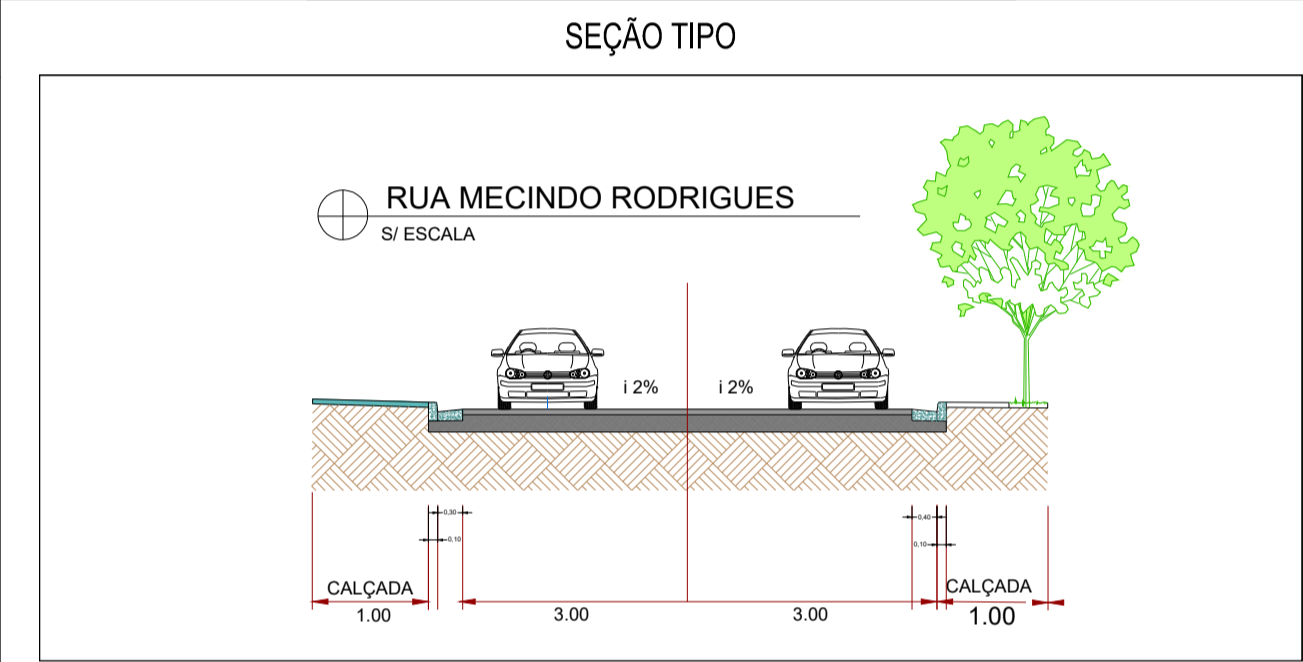 SEÇÃO TIPO
RUA MECINDO RODRIGUES
S/ ESCALA
i 2% i 2%
0,30 0,40
0,10 0,10
CALÇADA CALÇADA
1.00 3.00 3.00 1.00